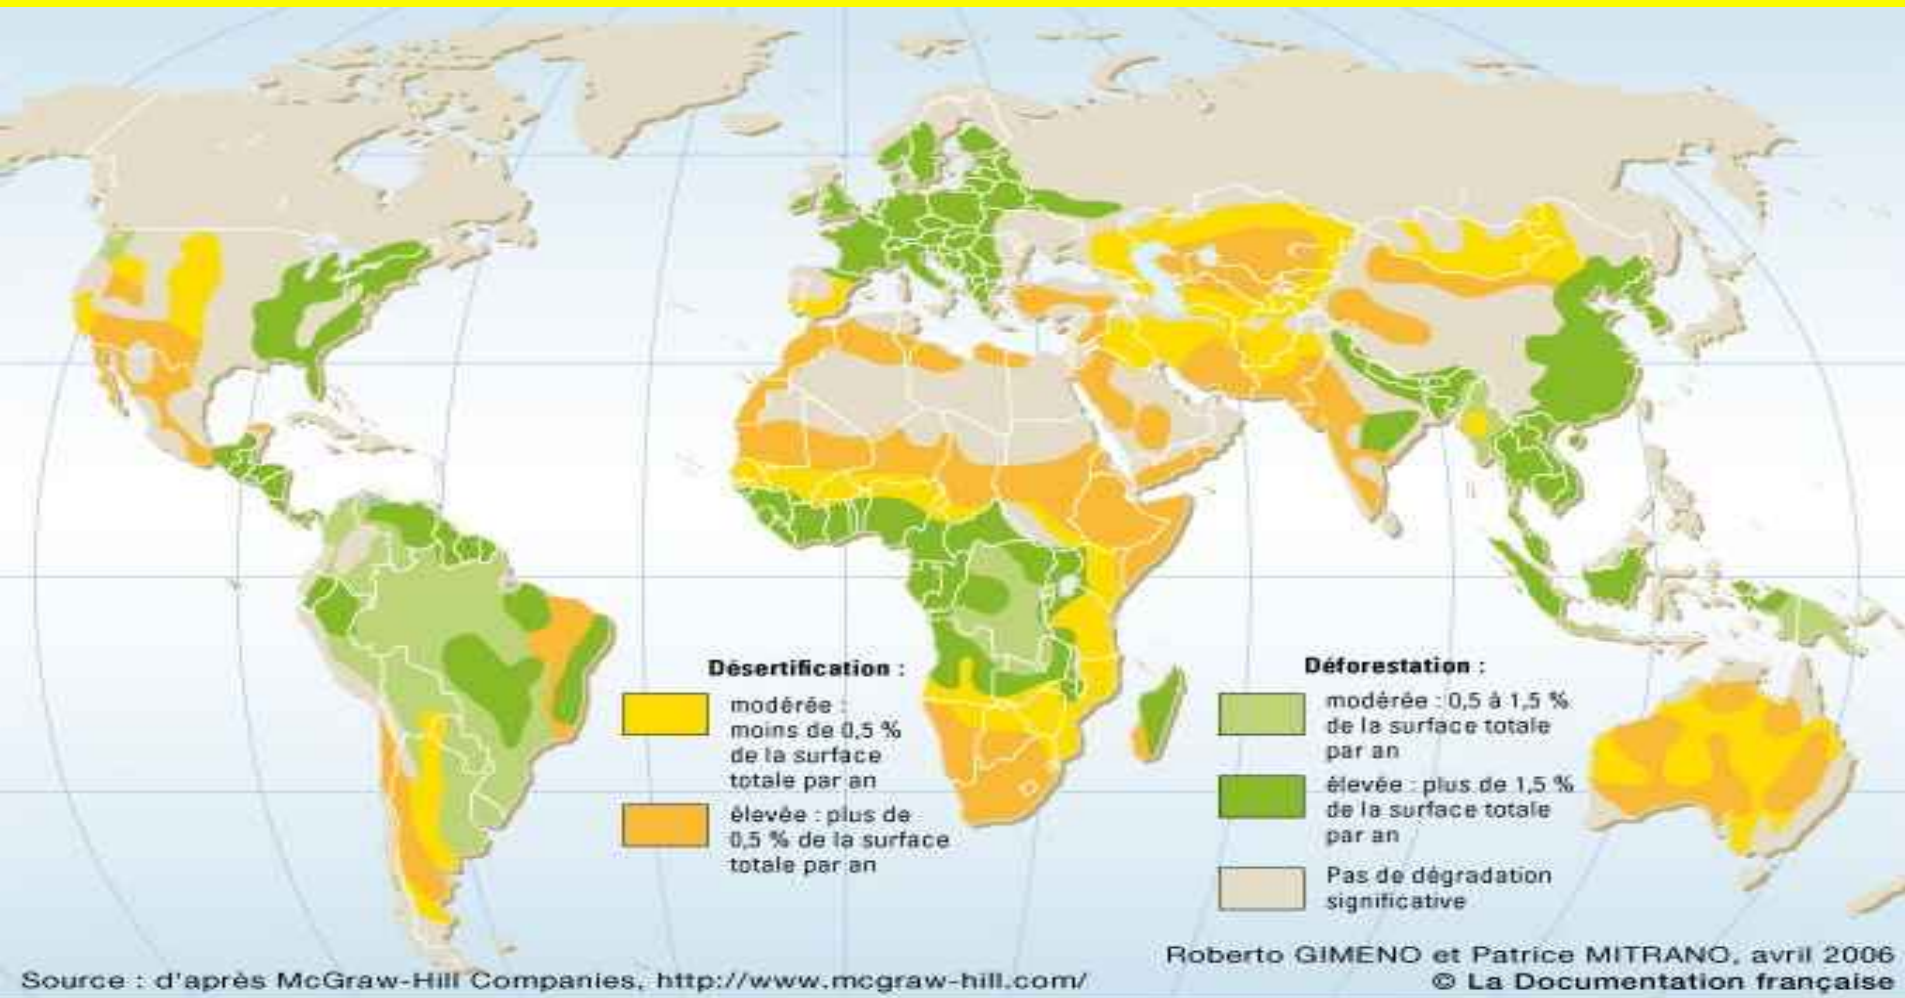 Désertification :
modérée :
moins de 0,5 %
de la surface
totale par an
élevée : plus de
0,5 % de la surface
totale par an
Déforestation :
modérée : 0,5 à 1,5 %
de la surface totale
par an
élevée : plus de 1,5 %
de la surface totale
par an
Pas de dégradation
significative
Roberto GIMENO et Patrice MITRANO, avril 2006
Source : d'après McGraw-Hill Companies, http://www.mcgraw-hill.com/
© La Documentation française